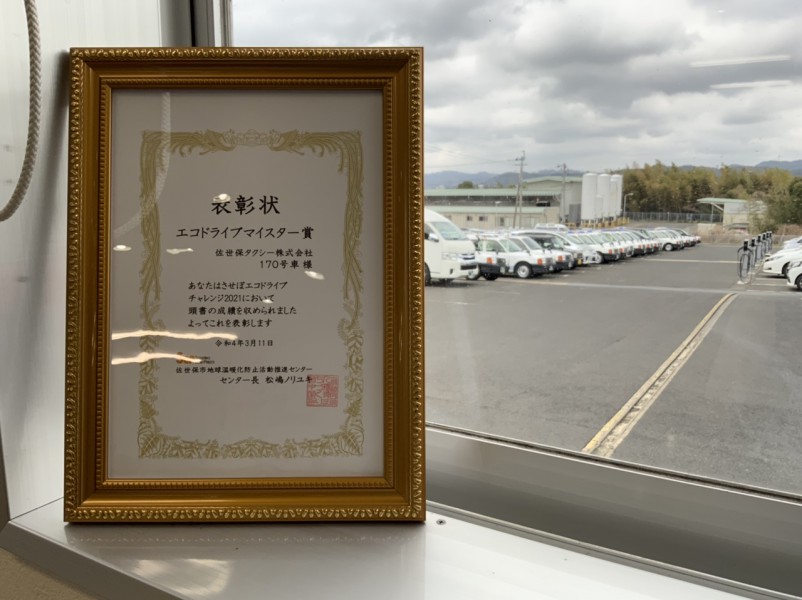 表彰状
エコドライブマイスター賞
佐世保タクシー株式会社
170号車 様
あなたはさせぼエコドライブ
チャレンジ2021において
頭書の成績を収められました
よってこれを表彰します
令和4年3月11日
佐世保市地球温暖化防止活動推進センター
センター長 松嶋ノリユキ